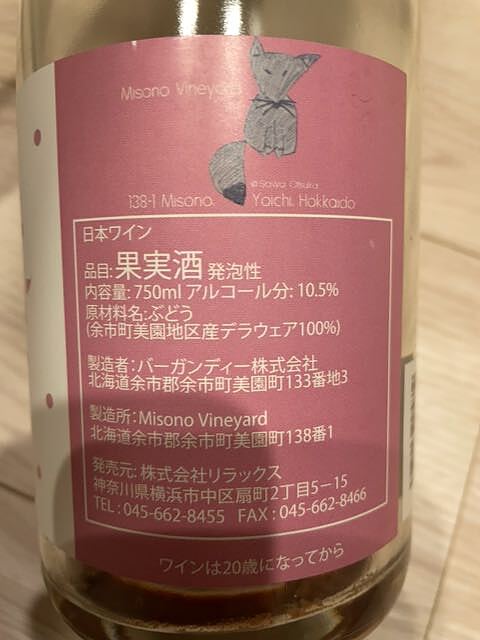 Misono Vineyard
© Sawa Otsuka
138-1 Misono, Yoichi, Hokkaido
日本ワイン
品目: 果実酒 発泡性
内容量: 750ml アルコール分: 10.5%
原材料名:ぶどう
(余市町美園地区産デラウェア100%)
製造者:バーガンディー株式会社
北海道余市郡余市町美園町133番地3
製造所:Misono Vineyard
北海道余市郡余市町美園町138番1
発売元: 株式会社リラックス
神奈川県横浜市中区扇町2丁目5−15
TEL : 045-662-8455 FAX : 045-662-8466
ワインは20歳になってから